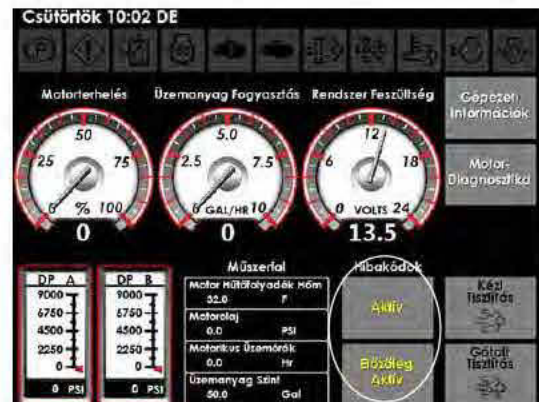 Csütörtök 10:02 DE
Motorterhelés
Üzemanyag Fogyasztás
Rendszer Feszültség
Gépezeti Információk
0 25 50 75 100
%
0
0 2.5 5.0 7.5 10
GAL/HR
0
0 6 12 18 24
VOLTS
13.5
Motor-
Diagnosztika
DP A
9000
6750
4500
2250
0
0 PSI
DP B
9000
6750
4500
2250
0
0 PSI
Műszerfal
Motor Hűtőfolyadék Hőm
32.0 F
Motorolaj
0.0 PSI
Motorikus Üzemórák
0.0 Hr
Üzemanyag Szint
50.0 Gal
Hibakódok
Aktív
Előzőleg
Aktív
Kézi
Tisztítás
Gátolt
Tisztítás